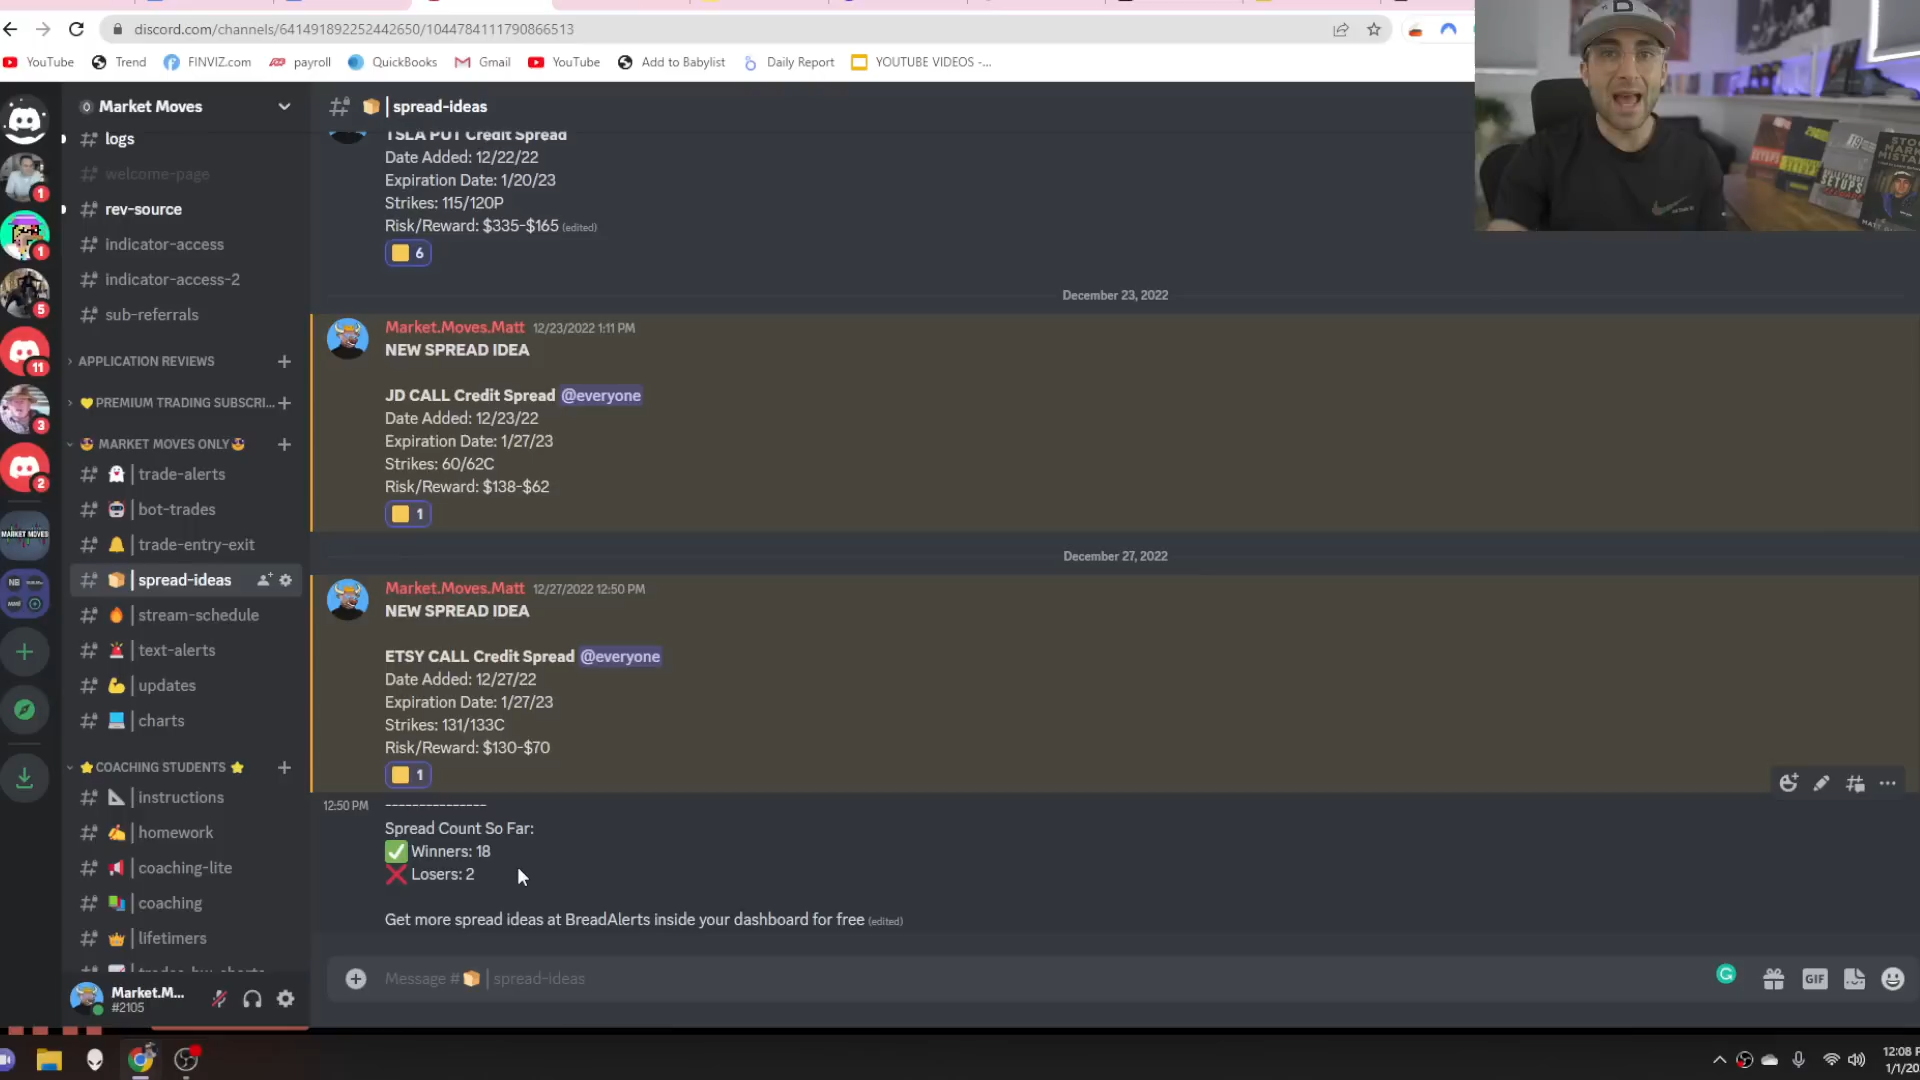 discord.com/channels/641491892252442650/1044784111790866513
YouTube
Trend
FINVIZ.com
payroll
QuickBooks
Gmail
YouTube
Add to Babylist
Daily Report
YOUTUBE VIDEOS -...
Market Moves
logs
welcome-page
rev-source
indicator-access
indicator-access-2
sub-referrals
APPLICATION REVIEWS
PREMIUM TRADING SUBSCRI...
MARKET MOVES ONLY
trade-alerts
bot-trades
trade-entry-exit
spread-ideas
stream-schedule
text-alerts
updates
charts
COACHING STUDENTS
instructions
homework
coaching-lite
coaching
lifetimers
Market.M...
#2105
1
1
5
11
3
2
MARKET MOVES
| spread-ideas
TSLA PUT Credit Spread
Date Added: 12/22/22
Expiration Date: 1/20/23
Strikes: 115/120P
Risk/Reward: $335-$165 (edited)
6
December 23, 2022
Market.Moves.Matt 12/23/2022 1:11 PM
NEW SPREAD IDEA
JD CALL Credit Spread @everyone
Date Added: 12/23/22
Expiration Date: 1/27/23
Strikes: 60/62C
Risk/Reward: $138-$62
1
December 27, 2022
Market.Moves.Matt 12/27/2022 12:50 PM
NEW SPREAD IDEA
ETSY CALL Credit Spread @everyone
Date Added: 12/27/22
Expiration Date: 1/27/23
Strikes: 131/133C
Risk/Reward: $130-$70
1
12:50 PM ---------------
Spread Count So Far:
✅ Winners: 18
❌ Losers: 2
Get more spread ideas at BreadAlerts inside your dashboard for free (edited)
Message # | spread-ideas
GIF
12:08